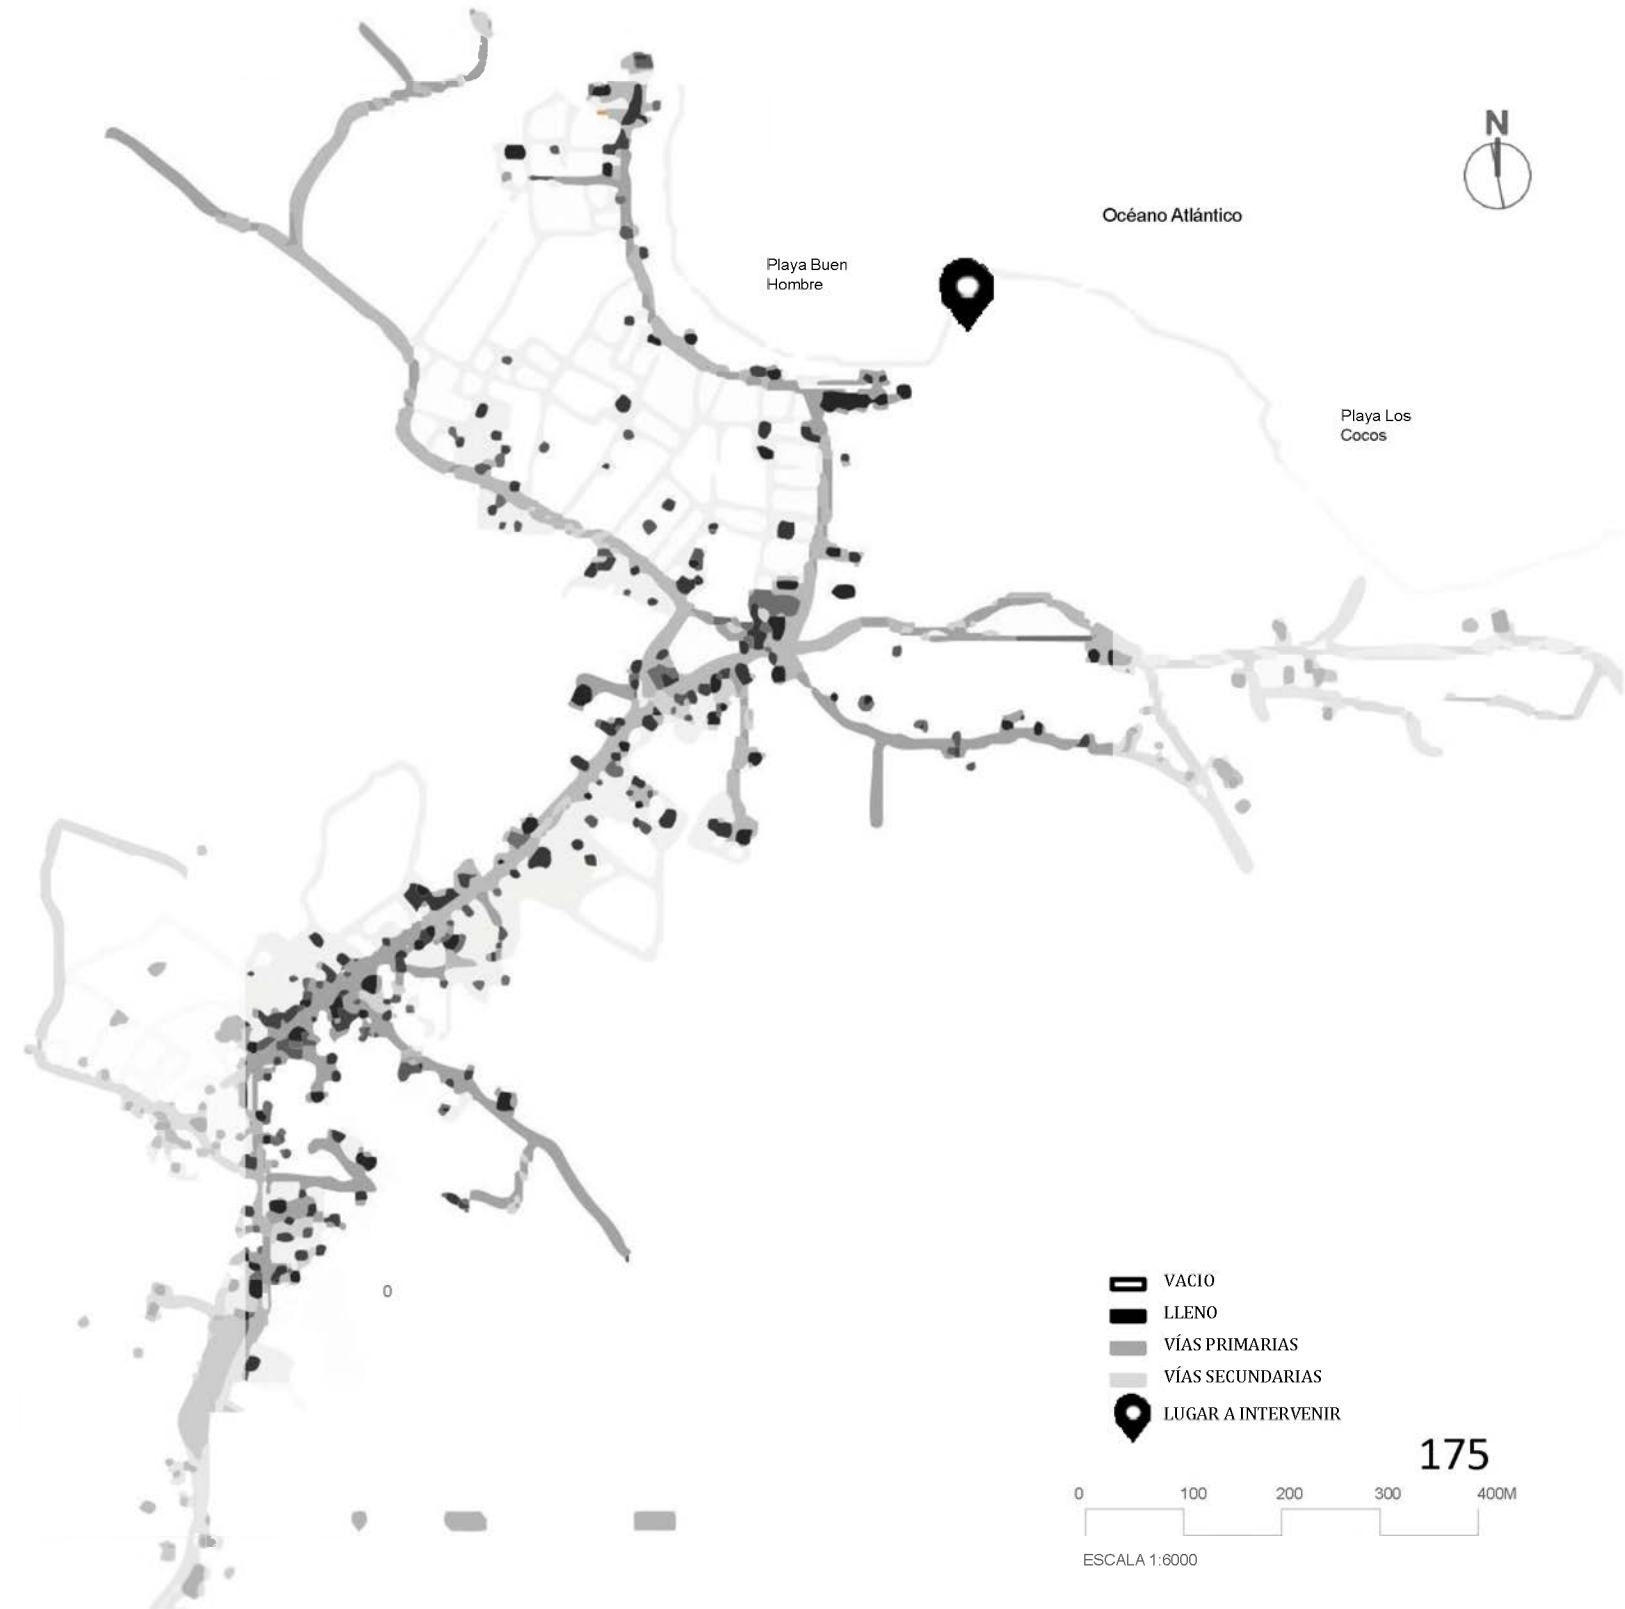 N
Océano Atlántico
Playa Buen
Hombre
Playa Los
Cocos
0
VACIO
LLENO
VÍAS PRIMARIAS
VÍAS SECUNDARIAS
LUGAR A INTERVENIR
175
0 100 200 300 400M
ESCALA 1:6000